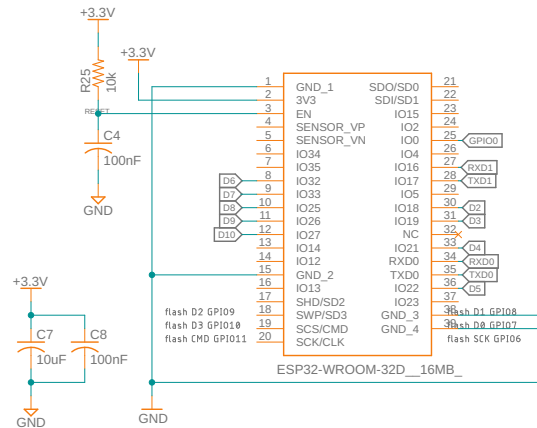 +3.3V
+3.3V
R25
10k
RESET
C4
100nF
GND
1 GND_1 SDO/SD0 21
2 3V3 SDI/SD1 22
3 EN IO15 23
4 SENSOR_VP IO2 24
5 SENSOR_VN IO0 25 GPIO0
6 IO34 IO4 26
7 IO35 IO16 27 RXD1
D6 8 IO32 IO17 28 TXD1
D7 9 IO33 IO5 29
D8 10 IO25 IO18 30 D2
D9 11 IO26 IO19 31 D3
D10 12 IO27 NC 32
13 IO14 IO21 33 D4
14 IO12 RXD0 34 RXD0
15 GND_2 TXD0 35 TXD0
16 IO13 IO22 36 D5
17 SHD/SD2 IO23 37
flash D2 GPIO9 18 SWP/SD3 GND_3 38 flash D1 GPIO8
flash D3 GPIO10 19 SCS/CMD GND_4 39 flash D0 GPIO7
flash CMD GPIO11 20 SCK/CLK flash SCK GPIO6
ESP32-WROOM-32D__16MB_
+3.3V
C7
10uF
C8
100nF
GND
GND